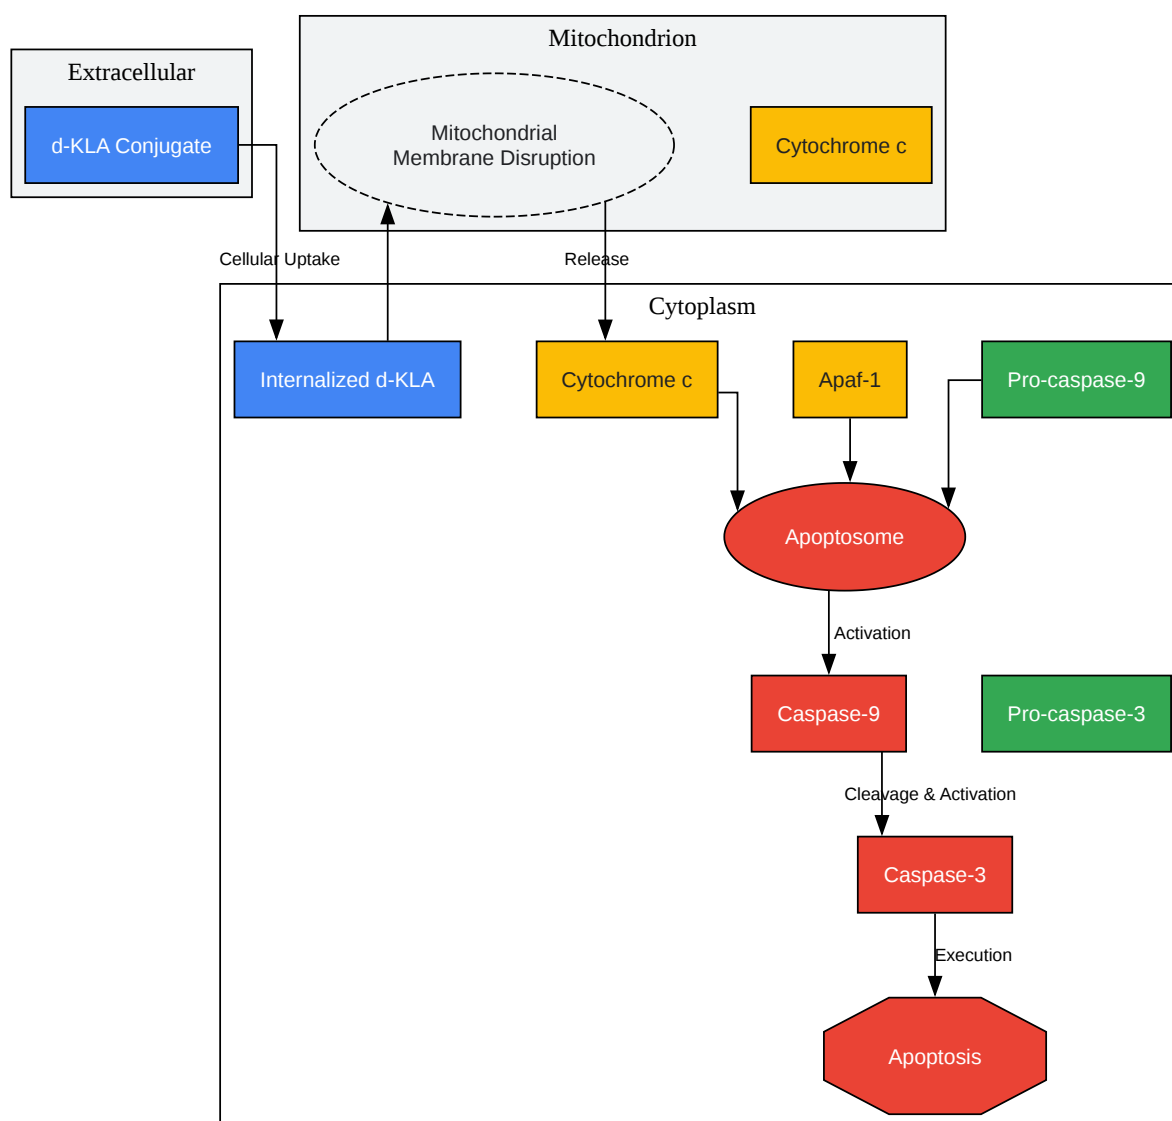 Mitochondrion
Extracellular
d-KLA Conjugate
Mitochondrial
Membrane Disruption
Cytochrome c
Cellular Uptake
Release
Cytoplasm
Internalized d-KLA
Cytochrome c
Apaf-1
Pro-caspase-9
Apoptosome
Activation
Caspase-9
Pro-caspase-3
Cleavage & Activation
Caspase-3
Execution
Apoptosis